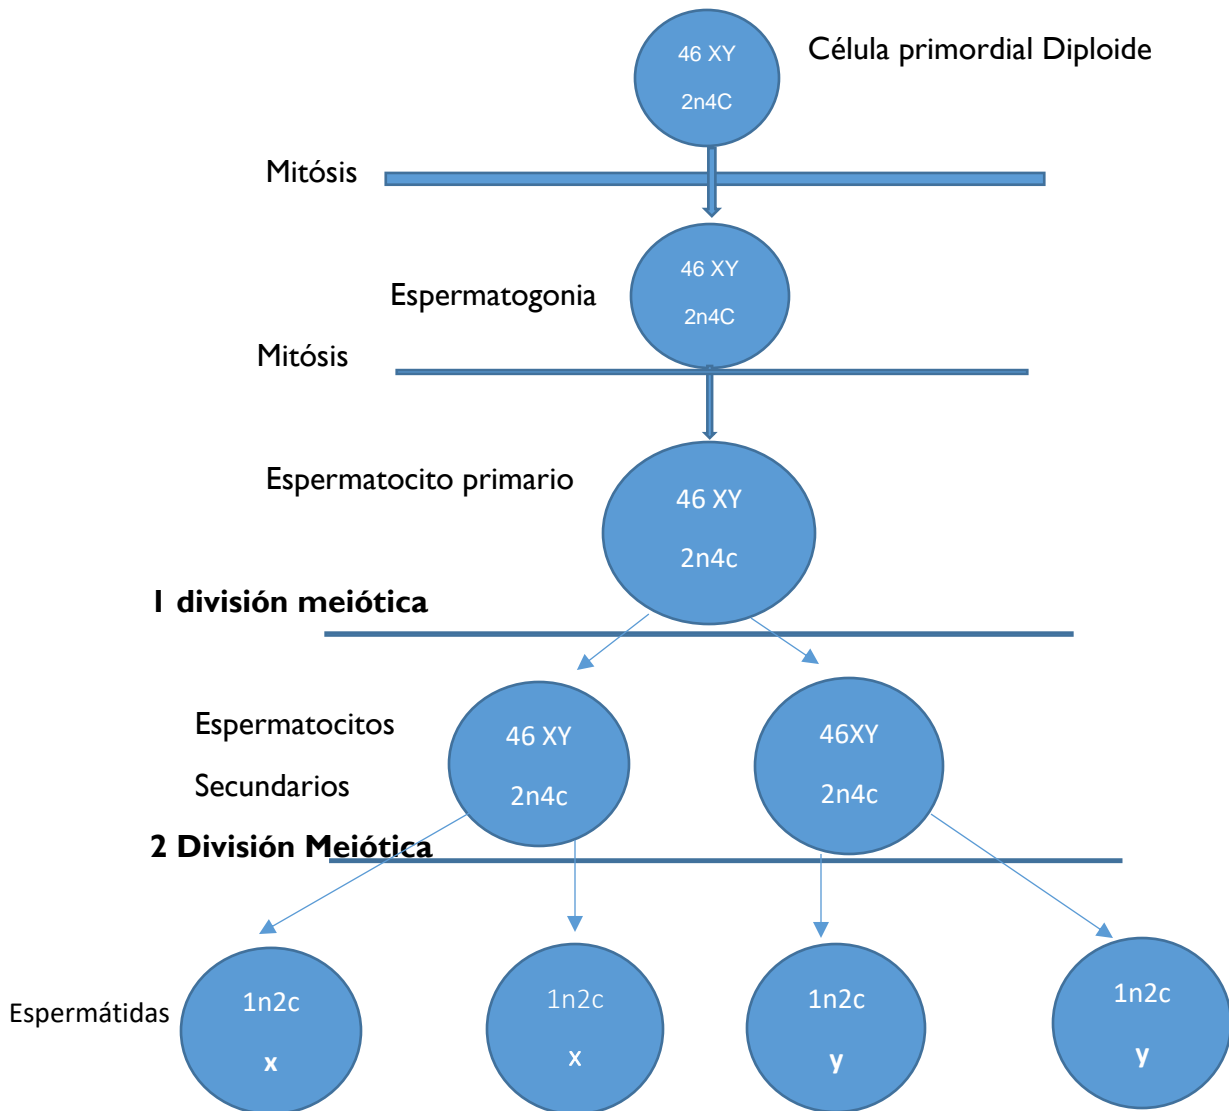 46 XY
2n4C
Célula primordial Diploide
Mitósis
46 XY
2n4C
Espermatogonia
Mitósis
Espermatocito primario
46 XY
2n4c
1 división meiótica
Espermatocitos
Secundarios
46 XY
2n4c
46XY
2n4c
2 División Meiótica
Espermátidas
1n2c
x
1n2c
x
1n2c
y
1n2c
y